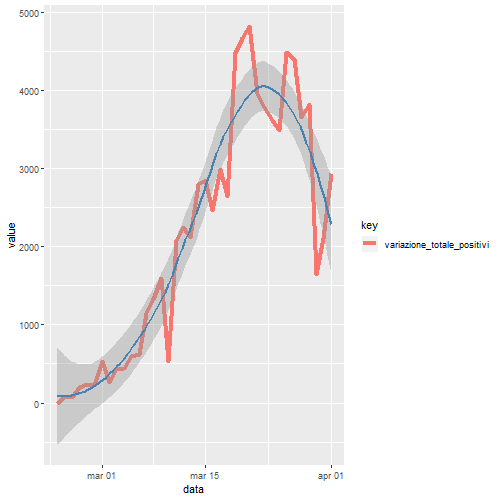 5000
4000
3000
2000
1000
0
value
mar 01
mar 15
apr 01
data
key
variazione_totale_positivi